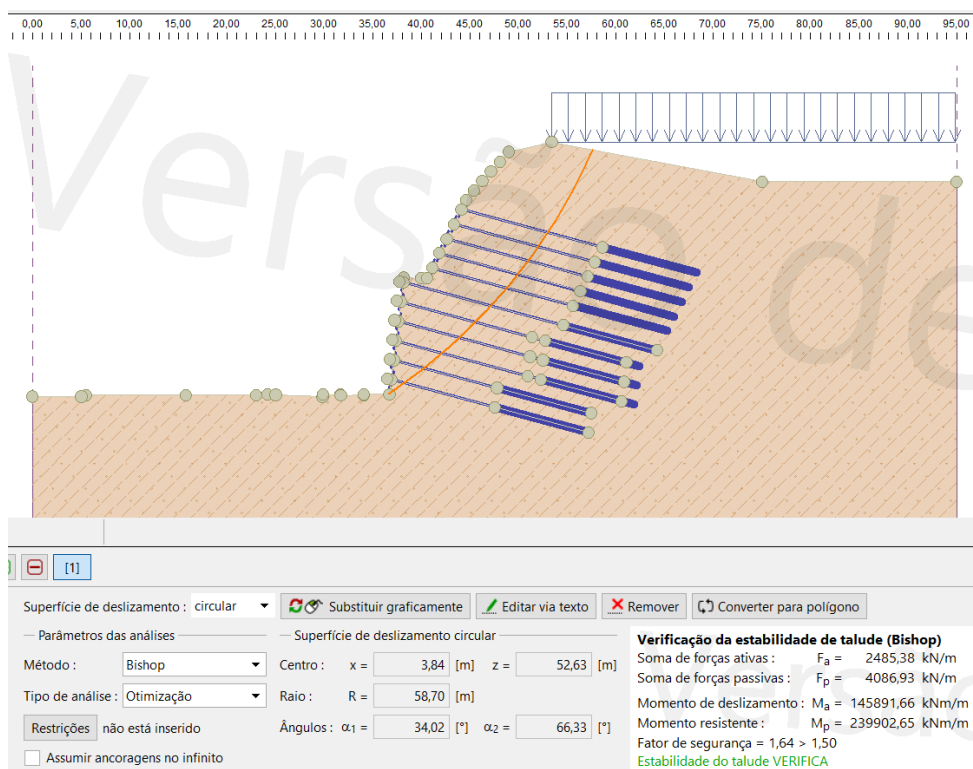 0,00 5,00 10,00 15,00 20,00 25,00 30,00 35,00 40,00 45,00 50,00 55,00 60,00 65,00 70,00 75,00 80,00 85,00 90,00 95,00
Versão de
[1]
Superfície de deslizamento : circular Substituir graficamente Editar via texto Remover Converter para polígono
Parâmetros das análises
Método : Bishop
Tipo de análise : Otimização
Restrições não está inserido
Assumir ancoragens no infinito
Superfície de deslizamento circular
Centro : x = 3,84 [m] z = 52,63 [m]
Raio : R = 58,70 [m]
Ângulos : α1 = 34,02 [°] α2 = 66,33 [°]
Verificação da estabilidade de talude (Bishop)
Soma de forças ativas : Fa = 2485,38 kN/m
Soma de forças passivas : Fp = 4086,93 kN/m
Momento de deslizamento : Ma = 145891,66 kNm/m
Momento resistente : Mp = 239902,65 kNm/m
Fator de segurança = 1,64 > 1,50
Estabilidade do talude VERIFICA